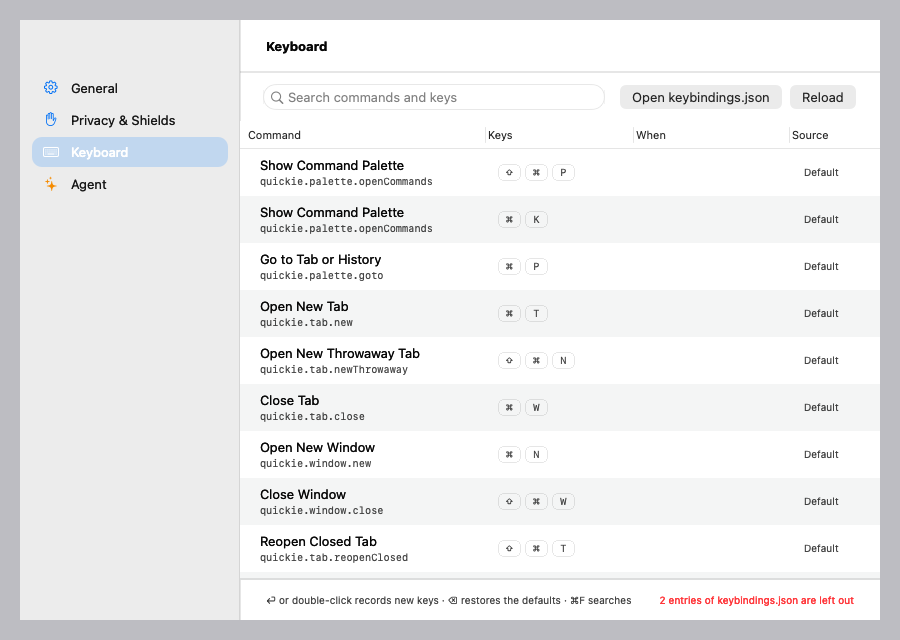 Keyboard
General
Privacy & Shields
Keyboard
Agent
Search commands and keys
Open keybindings.json
Reload
Command Keys When Source
Show Command Palette
quickie.palette.openCommands
⇧ ⌘ P Default
Show Command Palette
quickie.palette.openCommands
⌘ K Default
Go to Tab or History
quickie.palette.goto
⌘ P Default
Open New Tab
quickie.tab.new
⌘ T Default
Open New Throwaway Tab
quickie.tab.newThrowaway
⇧ ⌘ N Default
Close Tab
quickie.tab.close
⌘ W Default
Open New Window
quickie.window.new
⌘ N Default
Close Window
quickie.window.close
⇧ ⌘ W Default
Reopen Closed Tab
quickie.tab.reopenClosed
⇧ ⌘ T Default
↩ or double-click records new keys · ⌫ restores the defaults · ⌘F searches
2 entries of keybindings.json are left out